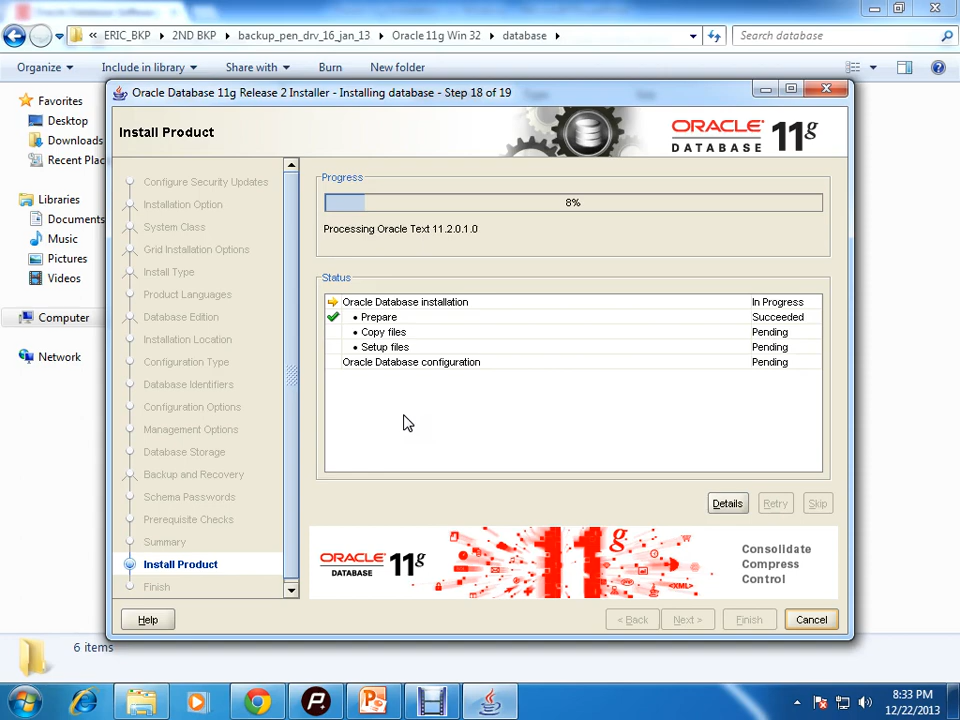 « ERIC_BKP 2ND BKP backup_pen_drv_16_jan_13 Oracle 11g Win 32 database
Search database
Organize Include in library Share with Burn New folder
Favorites
Desktop
Downloads
Recent Plac
Libraries
Documents
Music
Pictures
Videos
Computer
Network
Oracle Database 11g Release 2 Installer - Installing database - Step 18 of 19
Install Product
ORACLE 11g
DATABASE
Configure Security Updates
Installation Option
System Class
Grid Installation Options
Install Type
Product Languages
Database Edition
Installation Location
Configuration Type
Database Identifiers
Configuration Options
Management Options
Database Storage
Backup and Recovery
Schema Passwords
Prerequisite Checks
Summary
Install Product
Finish
Progress
8%
Processing Oracle Text 11.2.0.1.0
Status
Oracle Database installation In Progress
• Prepare Succeeded
• Copy files Pending
• Setup files Pending
Oracle Database configuration Pending
Details Retry Skip
ORACLE 11g
DATABASE
11g
<XML>
Consolidate
Compress
Control
Help < Back Next > Finish Cancel
6 items
8:33 PM
12/22/2013